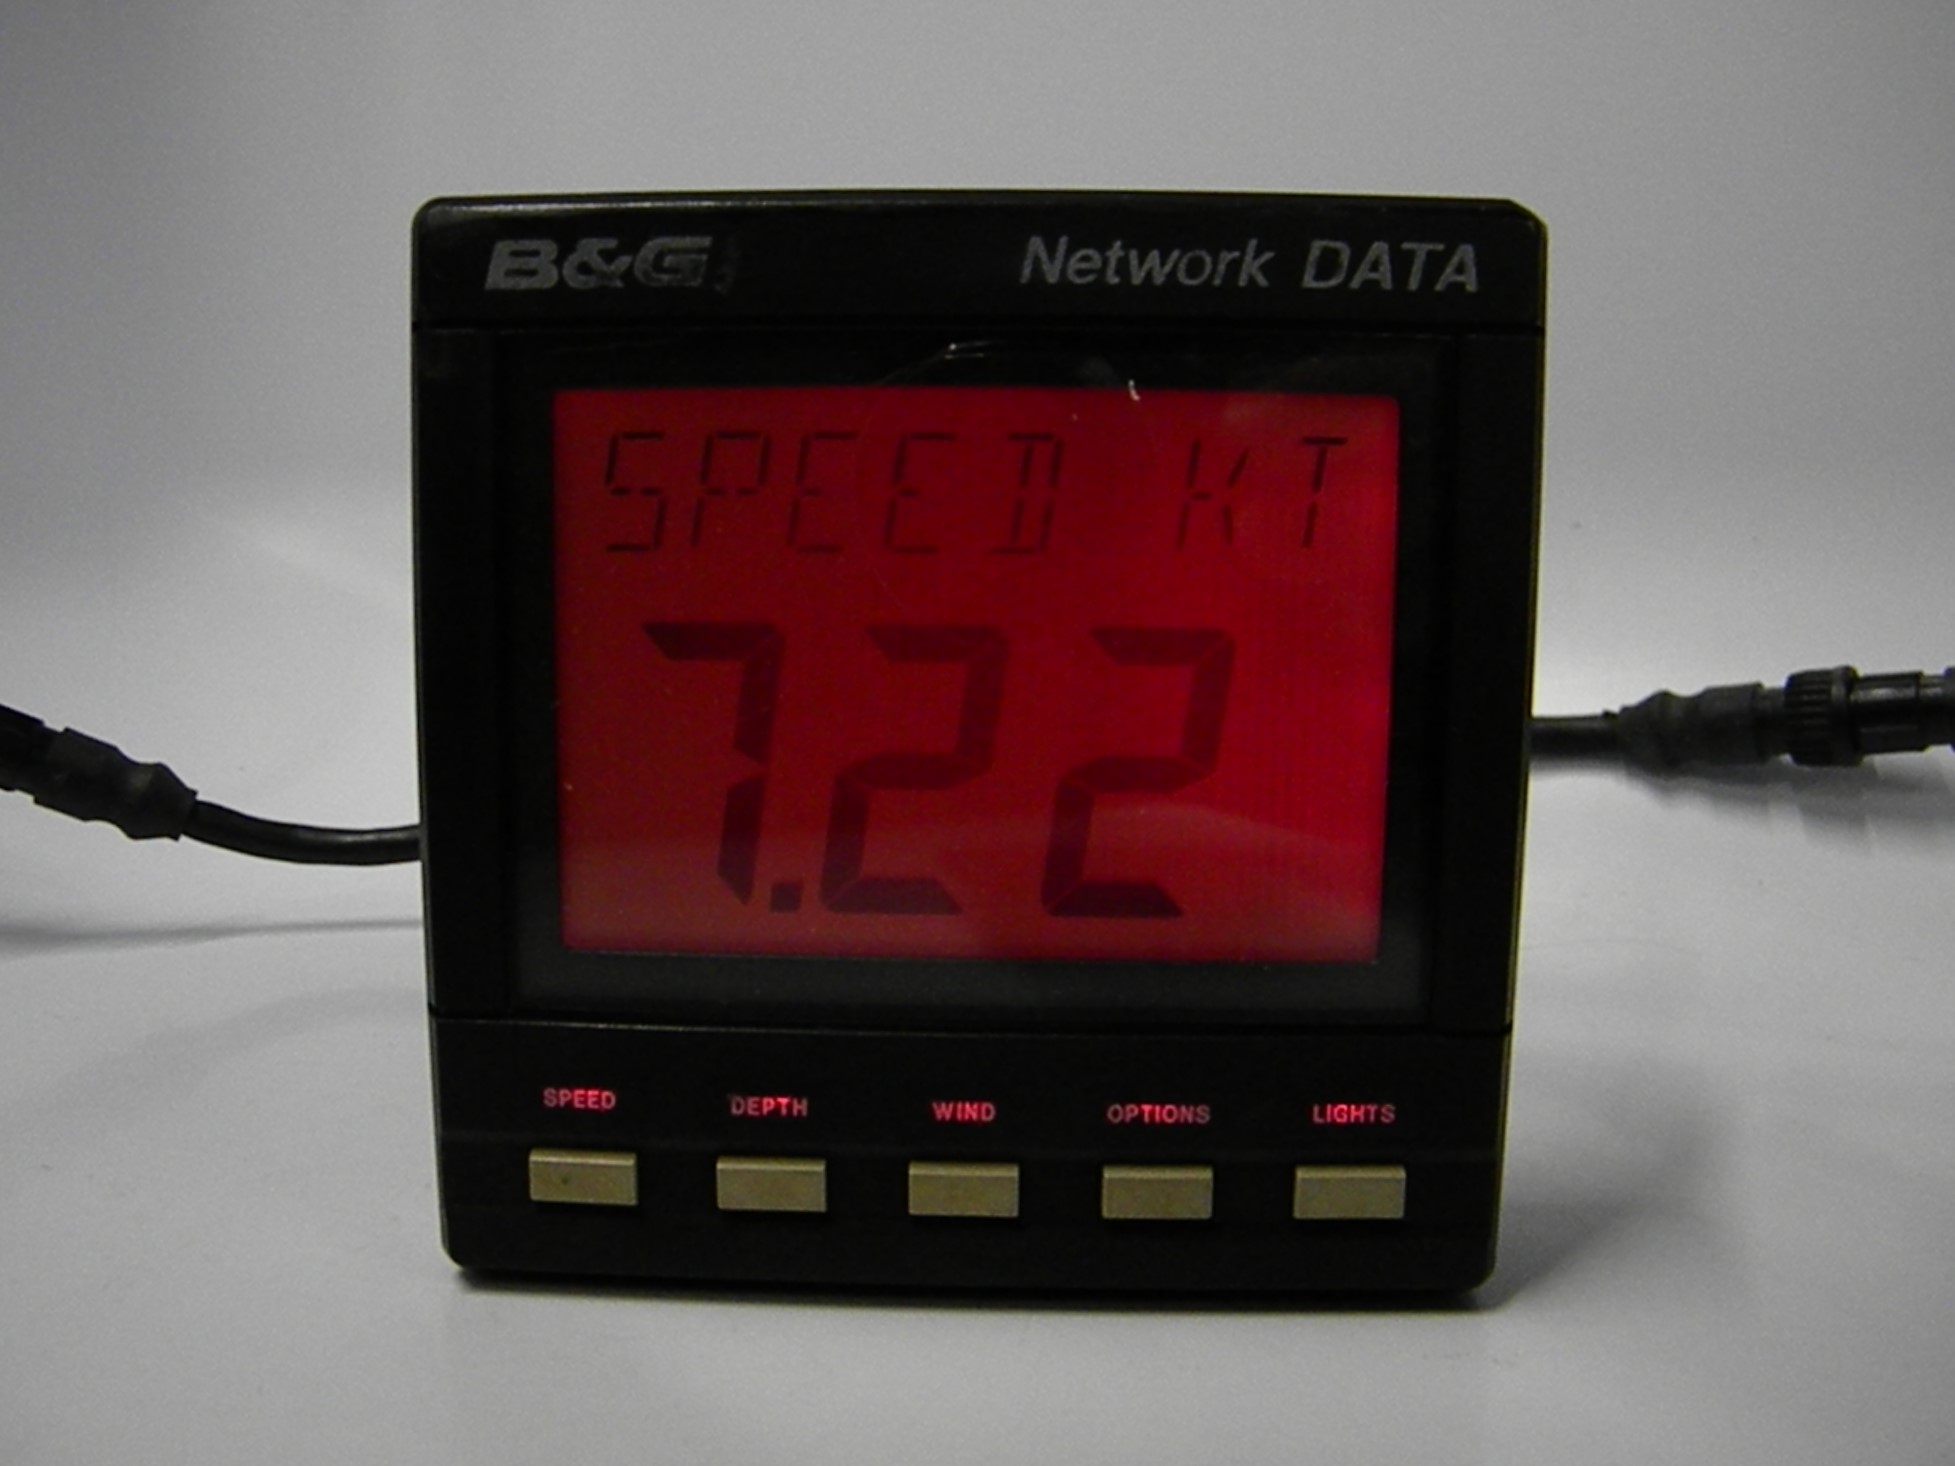 B&G Network DATA
SPEED KT
7.22
SPEED DEPTH WIND OPTIONS LIGHTS